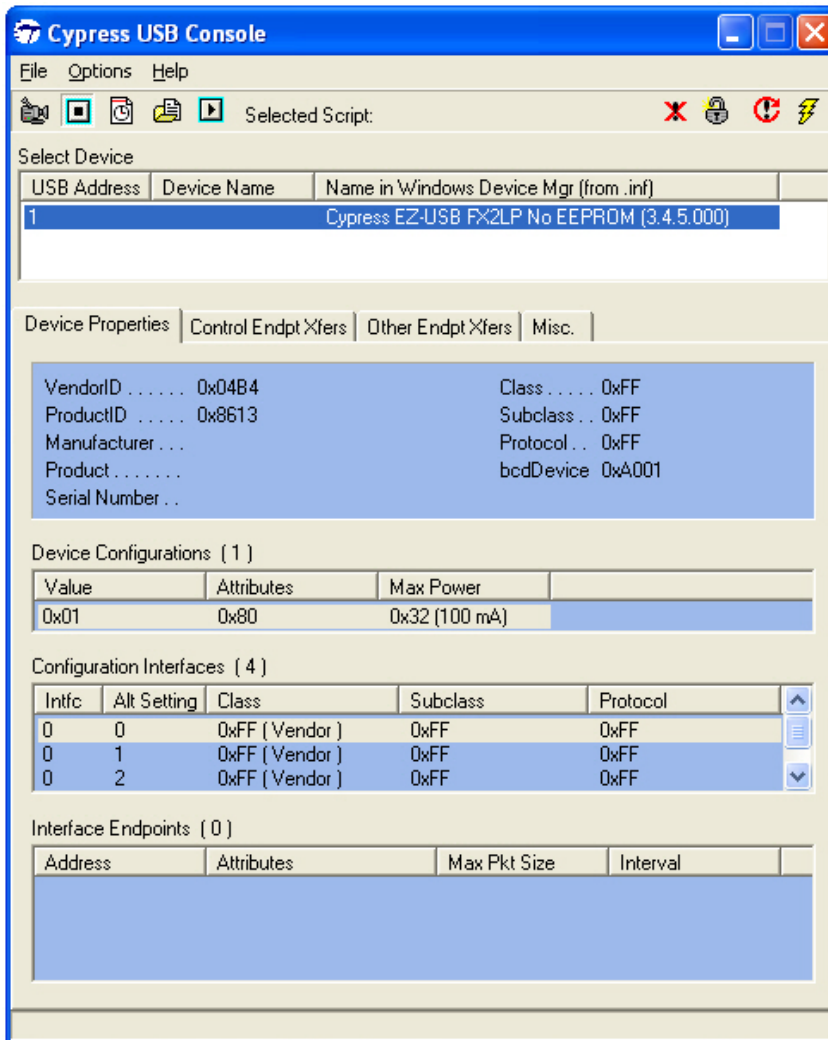 Cypress USB Console
File Options Help
Selected Script:
Select Device
USB Address Device Name Name in Windows Device Mgr (from .inf)
1 Cypress EZ-USB FX2LP No EEPROM (3.4.5.000)
Device Properties Control Endpt Xfers Other Endpt Xfers Misc.
VendorID . . . . . . 0x04B4 Class . . . . . 0xFF
ProductID . . . . . 0x8613 Subclass . . 0xFF
Manufacturer . . . Protocol . . 0xFF
Product . . . . . . . bcdDevice 0xA001
Serial Number . .
Device Configurations ( 1 )
Value Attributes Max Power
0x01 0x80 0x32 (100 mA)
Configuration Interfaces ( 4 )
Intfc Alt Setting Class Subclass Protocol
0 0 0xFF ( Vendor ) 0xFF 0xFF
0 1 0xFF ( Vendor ) 0xFF 0xFF
0 2 0xFF ( Vendor ) 0xFF 0xFF
Interface Endpoints ( 0 )
Address Attributes Max Pkt Size Interval